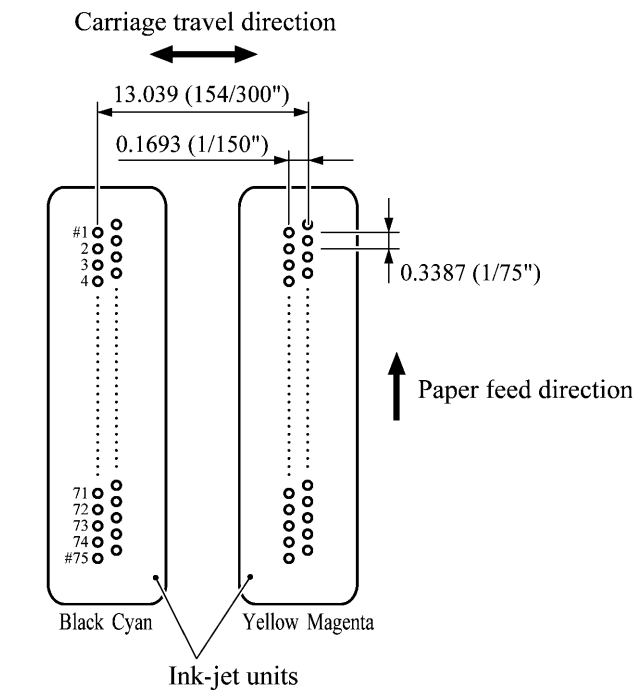 Carriage travel direction
13.039 (154/300")
0.1693 (1/150")
#1
2
3
4
0.3387 (1/75")
Paper feed direction
71
72
73
74
#75
Black Cyan
Yellow Magenta
Ink-jet units